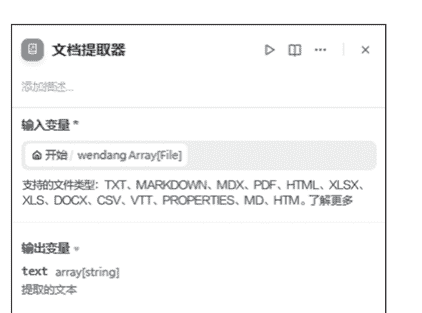 文档提取器
添加描述...
输入变量 *
开始 / wendang Array[File]
支持的文件类型：TXT、MARKDOWN、MDX、PDF、HTML、XLSX、
XLS、DOCX、CSV、VTT、PROPERTIES、MD、HTM。了解更多
输出变量
text array[string]
提取的文本